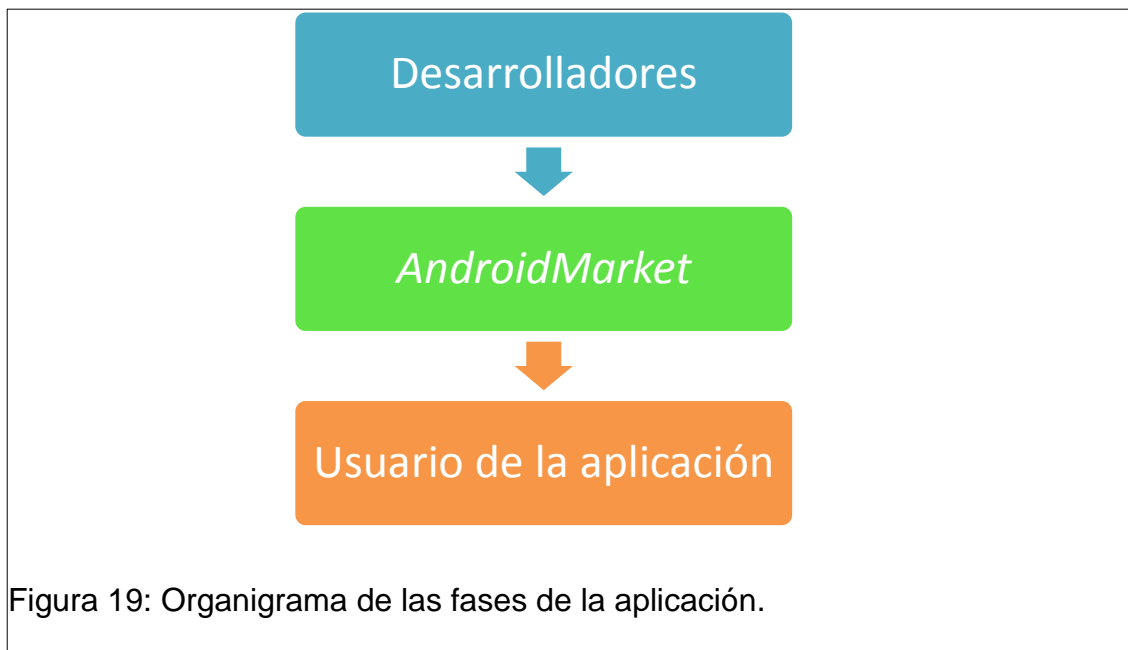 Desarrolladores
AndroidMarket
Usuario de la aplicación
Figura 19: Organigrama de las fases de la aplicación.